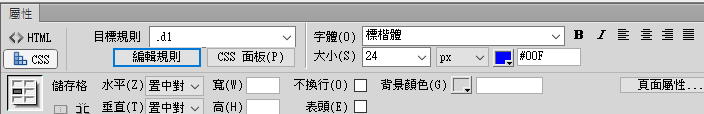 屬性
<> HTML 目標規則 .d1 字體(O) 標楷體 B I
CSS 編輯規則 CSS 面板(P) 大小(S) 24 px #00F
儲存格 水平(Z) 置中對 寬(W) 不換行(O) 背景顏色(G) 頁面屬性...
垂直(T) 置中對 高(H) 表頭(E)